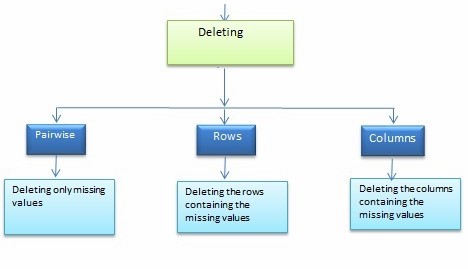 Deleting
Pairwise
Rows
Columns
Deleting only missing
values
Deleting the rows
containing the
missing values
Deleting the columns
containing the
missing values